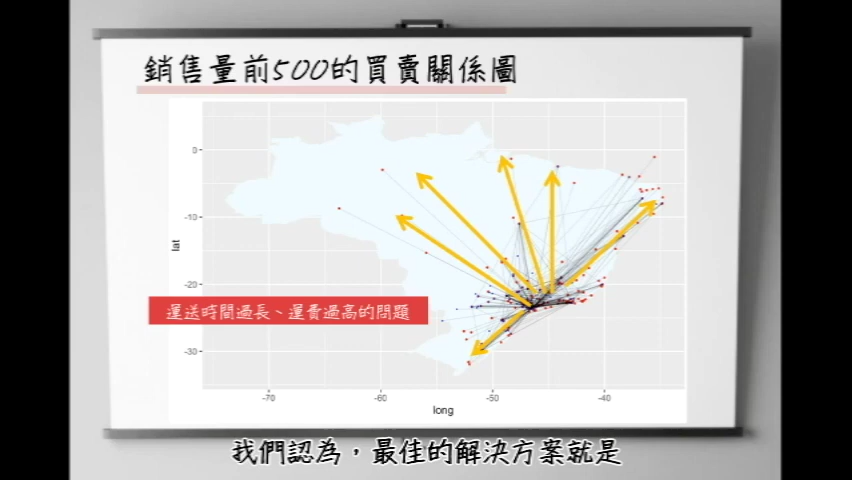 銷售量前500的買賣關係圖
0
-10
-20
-30
lat
運送時間過長、運費過高的問題
-70
-60
-50
-40
long
我們認為，最佳的解決方案就是